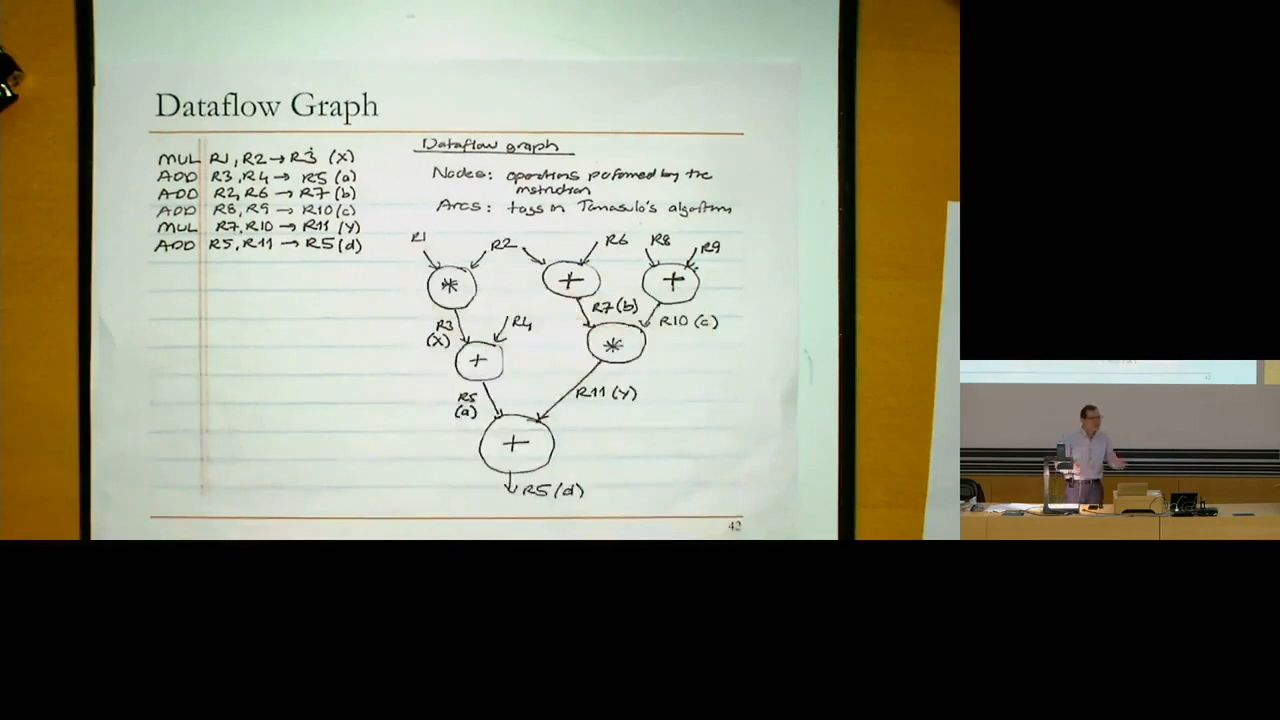 Dataflow Graph
MUL R1, R2 → R3 (X)
ADD R3, R4 → R5 (a)
ADD R2, R6 → R7 (b)
ADD R8, R9 → R10 (c)
MUL R7, R10 → R11 (Y)
ADD R5, R11 → R5 (d)
Dataflow graph
Nodes: operations performed by the
instruction
Arcs: tags in Tomasulo's algorithm
R1 R2 R6 R8 R9
* + +
R7 (b)
R3 R4 R10 (c)
(X)
+ *
R5 R11 (Y)
(a)
+
R5 (d)
42